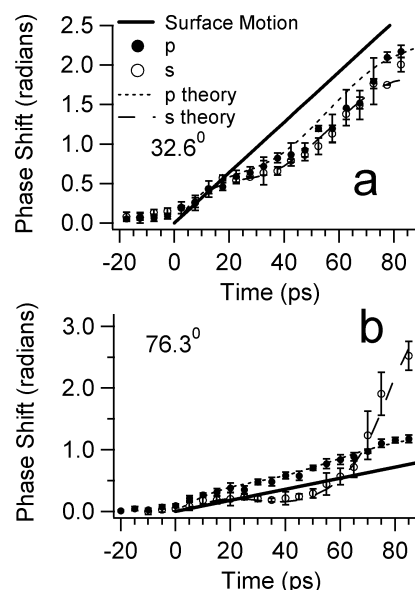 2.5
2.0
1.5
1.0
0.5
0.0
Phase Shift (radians)
Surface Motion
p
s
p theory
s theory
32.6⁰
a
-20 0 20 40 60 80
Time (ps)
3.0
2.0
1.0
0.0
Phase Shift (radians)
76.3⁰
b
-20 0 20 40 60 80
Time (ps)